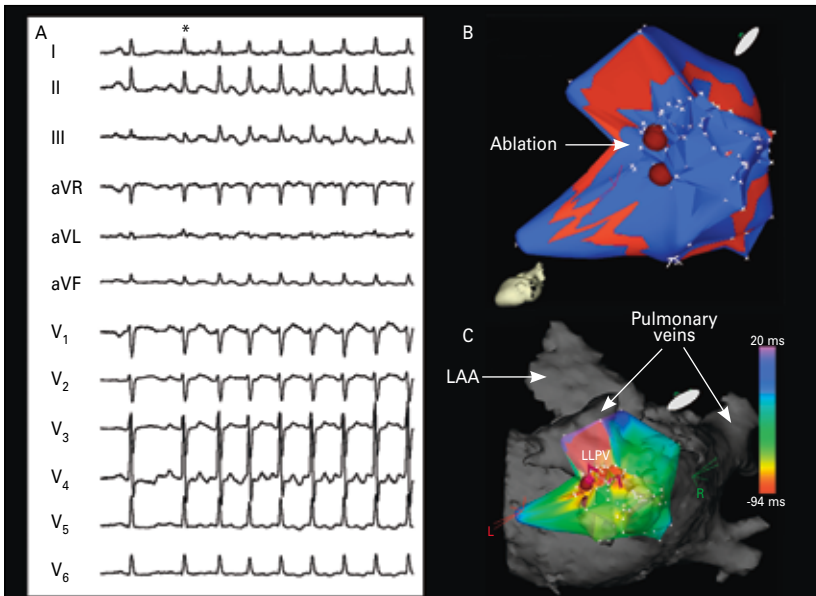 A
*
I
II
III
aVR
aVL
aVF
V1
V2
V3
V4
V5
V6
B
Ablation
C
Pulmonary
veins
LAA
20 ms
LLPV
R
L
-94 ms